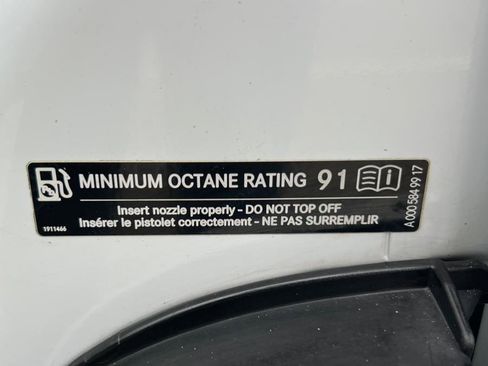 MINIMUM OCTANE RATING 91
Insert nozzle properly - DO NOT TOP OFF
Insérer le pistolet correctement - NE PAS SURREMPLIR
1911466
A 000 584 99 17